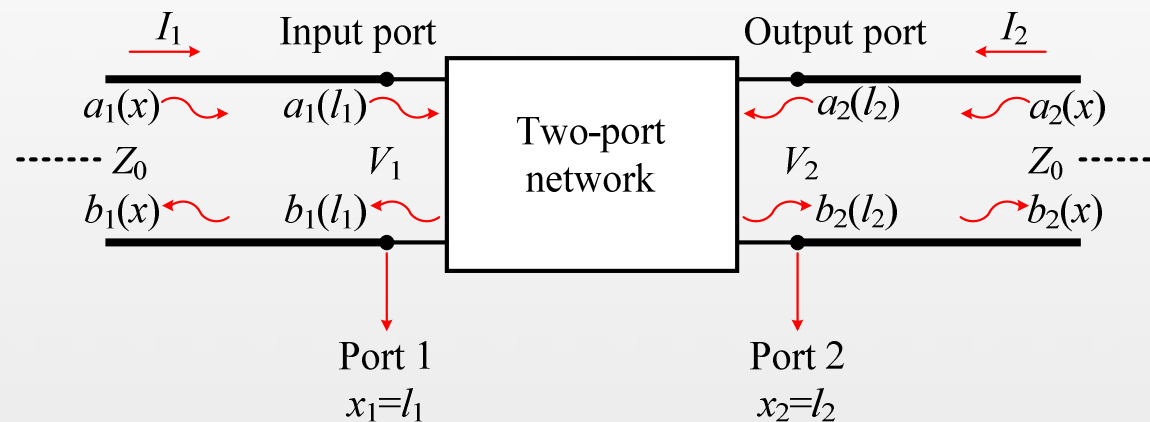 I₁ Input port Output port I₂
a₁(x) a₁(l₁) a₂(l₂) a₂(x)
Two-port
network
Z₀ V₁ V₂ Z₀
b₁(x) b₁(l₁) b₂(l₂) b₂(x)
Port 1 Port 2
x₁=l₁ x₂=l₂